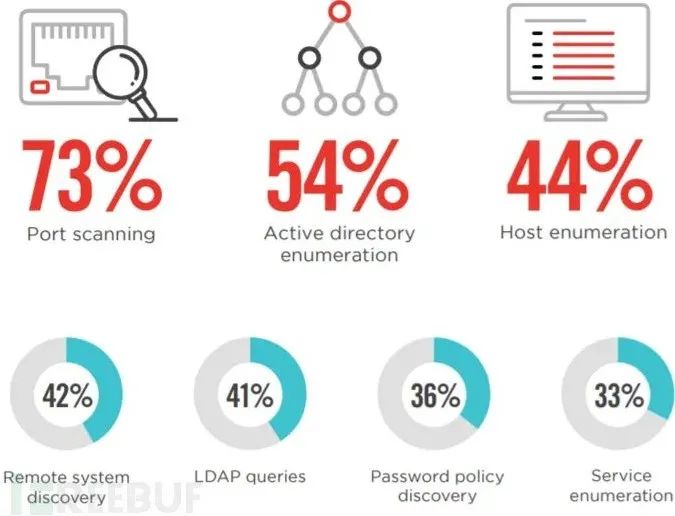 73%
54%
44%
Port scanning
Active directory
enumeration
Host enumeration
42%
41%
36%
33%
Remote system
discovery
LDAP queries
Password policy
discovery
Service
enumeration
REEBUF